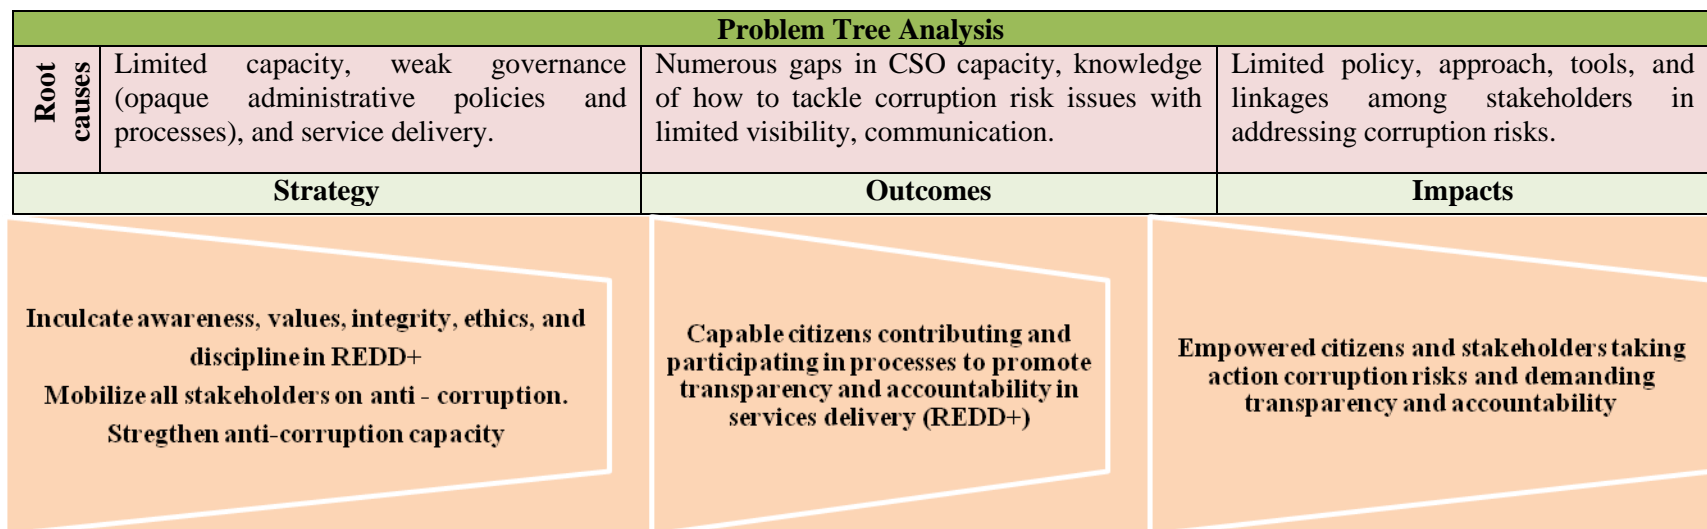 Problem Tree Analysis
Root
causes
Limited capacity, weak governance
(opaque administrative policies and
processes), and service delivery.
Numerous gaps in CSO capacity, knowledge
of how to tackle corruption risk issues with
limited visibility, communication.
Limited policy, approach, tools, and
linkages among stakeholders in
addressing corruption risks.
Strategy
Outcomes
Impacts
Inculcate awareness, values, integrity, ethics, and
discipline in REDD+
Mobilize all stakeholders on anti - corruption.
Stregthen anti-corruption capacity
Capable citizens contributing and
participating in processes to promote
transparency and accountability in
services delivery (REDD+)
Empowered citizens and stakeholders taking
action corruption risks and demanding
transparency and accountability